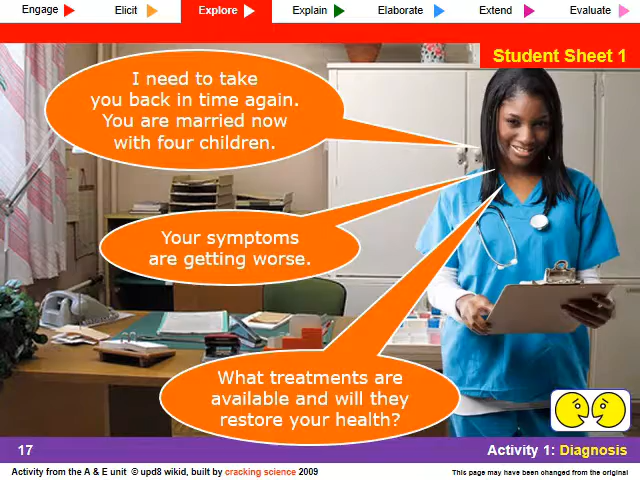 Engage Elicit Explore Explain Elaborate Extend Evaluate
Student Sheet 1
I need to take
you back in time again.
You are married now
with four children.
Your symptoms
are getting worse.
What treatments are
available and will they
restore your health?
17 Activity 1: Diagnosis
Activity from the A & E unit © upd8 wikid, built by cracking science 2009 This page may have been changed from the original